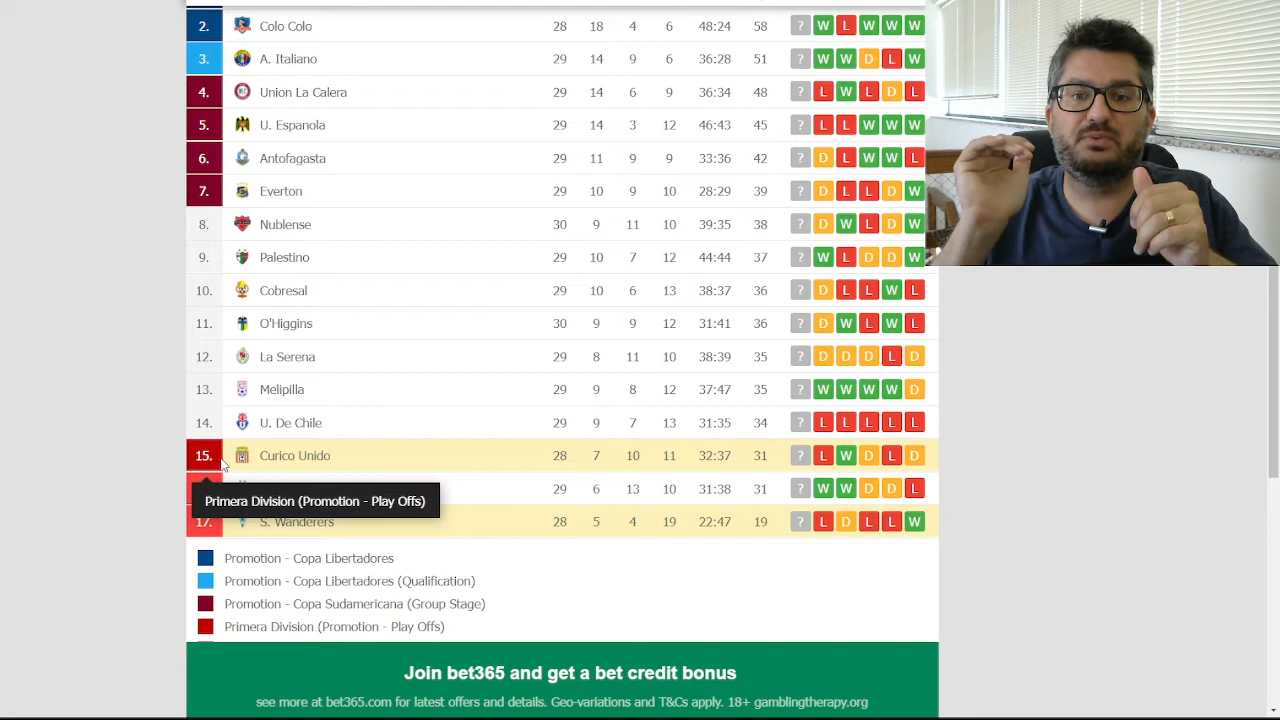 2. Colo Colo 28 18 4 6 48:24 58 ? W L W W W
3. A. Italiano 29 14 9 6 36:28 51 ? W W D L W
4. Union La Calera 29 14 6 9 36:34 48 ? L W L D L
5. U. Espanola 29 14 3 12 46:43 45 ? L L W W W
6. Antofagasta 29 11 9 9 33:36 42 ? D L W W L
7. Everton 29 10 9 10 28:29 39 ? D L L D W
8. Nublense 30 9 11 10 39:35 38 ? D W L D W
9. Palestino 29 10 7 12 44:44 37 ? W L D D W
10. Cobresal 29 10 6 13 38:37 36 ? D L L W L
11. O'Higgins 30 9 9 12 31:41 36 ? D W L W L
12. La Serena 29 8 11 10 38:39 35 ? D D D L D
13. Melipilla 29 9 8 12 37:47 35 ? W W W W D
14. U. De Chile 29 9 7 13 31:35 34 ? L L L L L
15. Curico Unido 28 7 10 11 32:37 31 ? L W D L D
29 6 13 10 31:38 31 ? W W D D L
Primera Division (Promotion - Play Offs)
17. S. Wanderers 28 5 4 19 22:47 19 ? L D L L W
Promotion - Copa Libertadores
Promotion - Copa Libertadores (Qualification)
Promotion - Copa Sudamericana (Group Stage)
Primera Division (Promotion - Play Offs)
Join bet365 and get a bet credit bonus
see more at bet365.com for latest offers and details. Geo-variations and T&Cs apply. 18+ gamblingtherapy.org